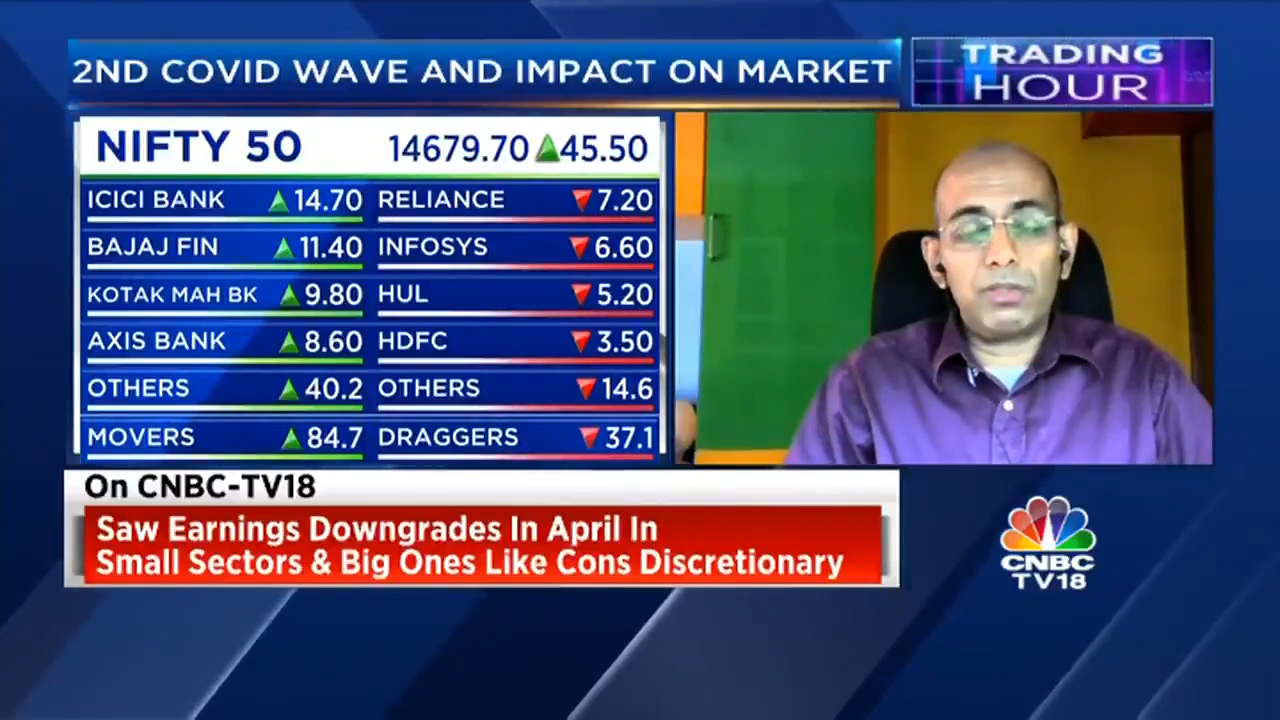 2ND COVID WAVE AND IMPACT ON MARKET
TRADING
HOUR
NIFTY 50 14679.70 ▲45.50
ICICI BANK ▲14.70 RELIANCE ▼7.20
BAJAJ FIN ▲11.40 INFOSYS ▼6.60
KOTAK MAH BK ▲9.80 HUL ▼5.20
AXIS BANK ▲8.60 HDFC ▼3.50
OTHERS ▲40.2 OTHERS ▼14.6
MOVERS ▲84.7 DRAGGERS ▼37.1
On CNBC-TV18
Saw Earnings Downgrades In April In
Small Sectors & Big Ones Like Cons Discretionary
CNBC
TV18